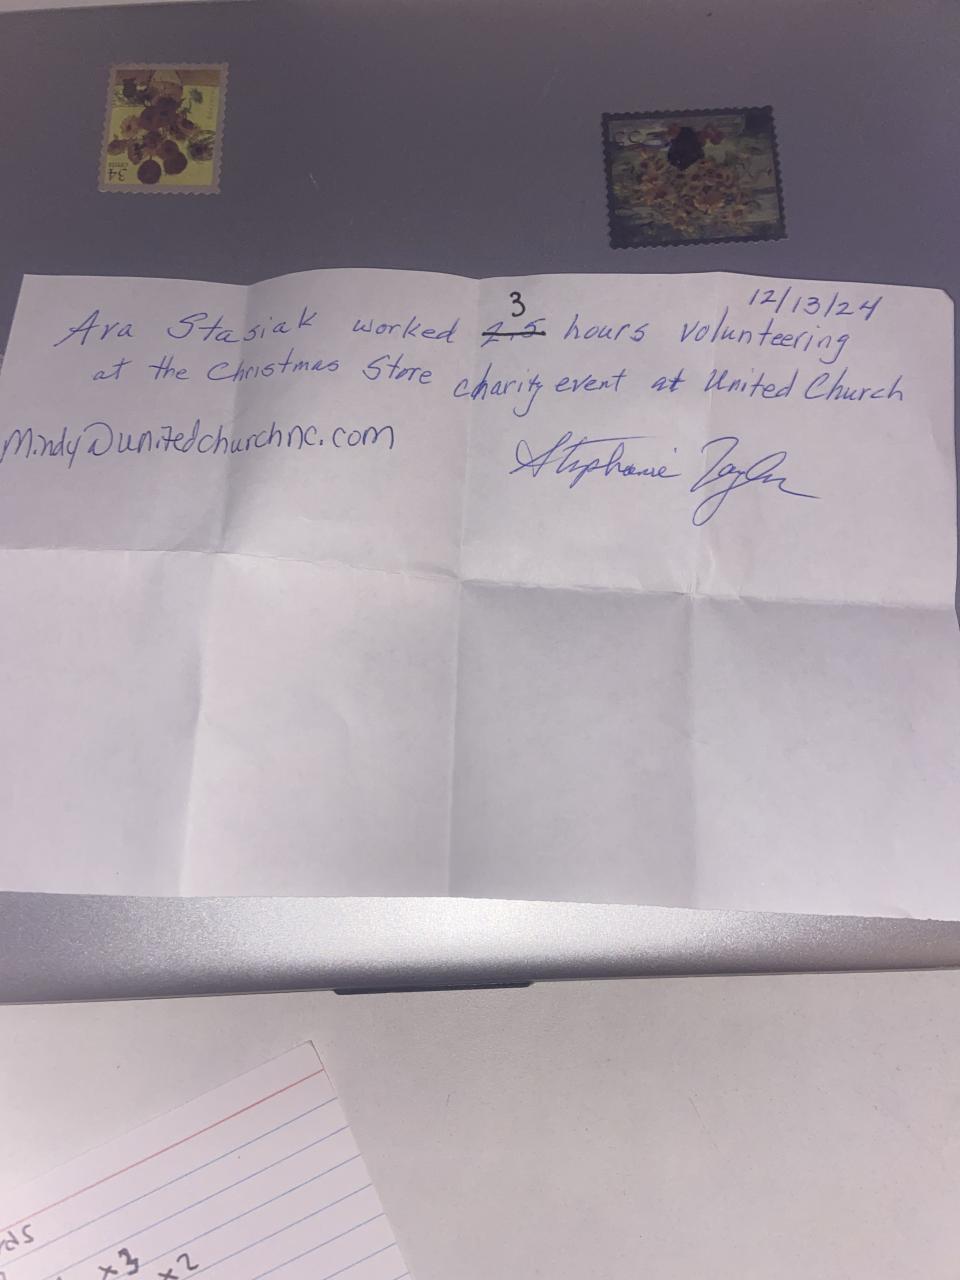 12/13/24
3
Ava Stasiak worked 2.5 hours volunteering
at the Christmas Store charity event at United Church
Mindy@unitedchurchnc.com
Stephanie Taylor
34
x3
x2